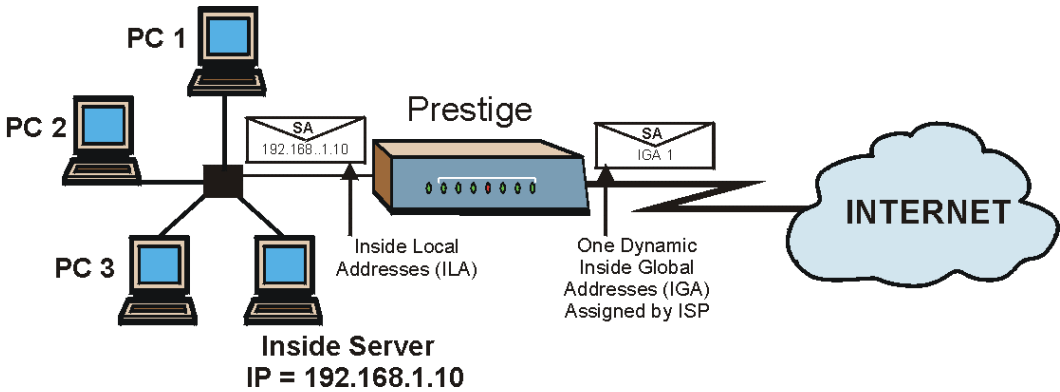 PC 1
PC 2
PC 3
Inside Server
IP = 192.168.1.10
SA
192.168..1.10
Inside Local
Addresses (ILA)
Prestige
SA
IGA 1
One Dynamic
Inside Global
Addresses (IGA)
Assigned by ISP
INTERNET